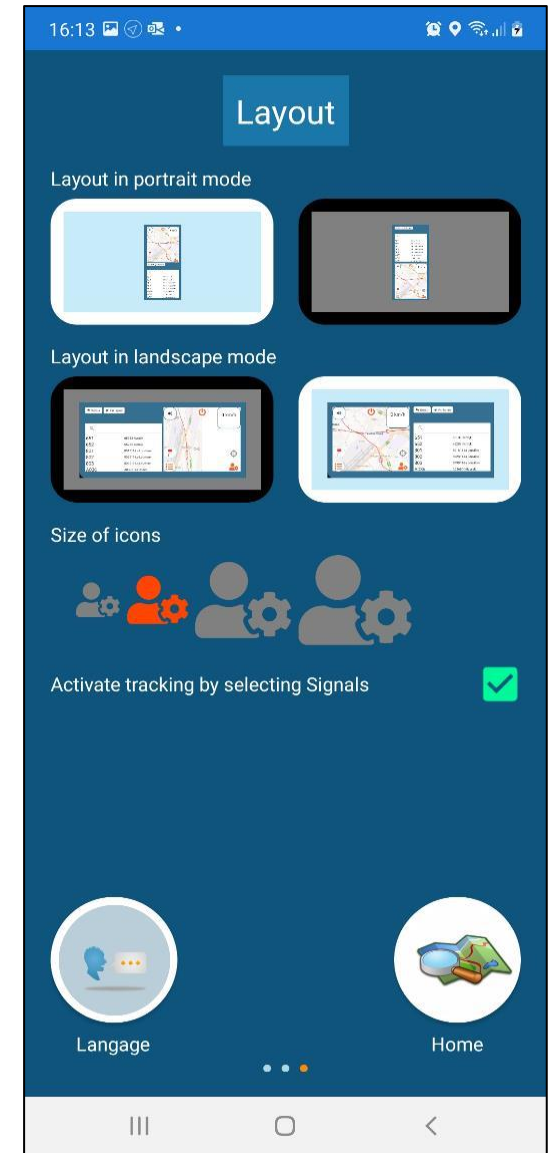 16:13
Layout
Layout in portrait mode
Layout in landscape mode
Size of icons
Activate tracking by selecting Signals
Langage
Home